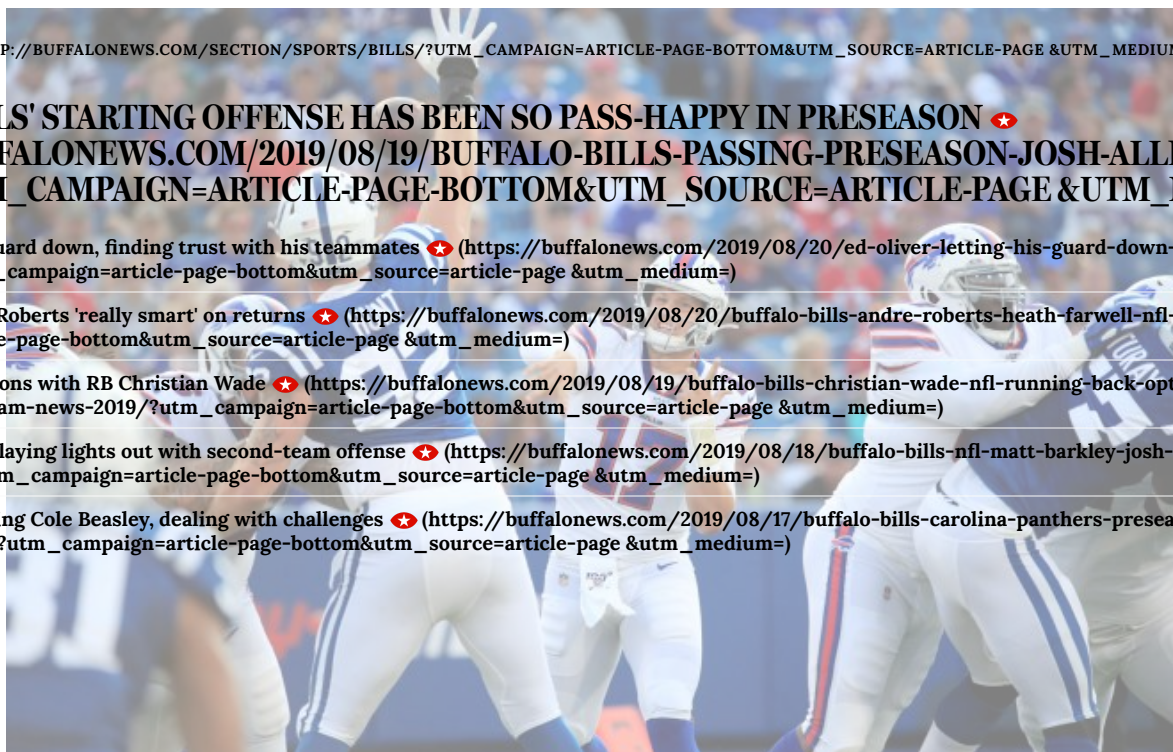 P://BUFFALONEWS.COM/SECTION/SPORTS/BILLS/?UTM_CAMPAIGN=ARTICLE-PAGE-BOTTOM&UTM_SOURCE=ARTICLE-PAGE &UTM_MEDIUM
LS' STARTING OFFENSE HAS BEEN SO PASS-HAPPY IN PRESEASON
FALONEWS.COM/2019/08/19/BUFFALO-BILLS-PASSING-PRESEASON-JOSH-ALLE
M_CAMPAIGN=ARTICLE-PAGE-BOTTOM&UTM_SOURCE=ARTICLE-PAGE &UTM_M
uard down, finding trust with his teammates (https://buffalonews.com/2019/08/20/ed-oliver-letting-his-guard-down-
_campaign=article-page-bottom&utm_source=article-page &utm_medium=)
Roberts 'really smart' on returns (https://buffalonews.com/2019/08/20/buffalo-bills-andre-roberts-heath-farwell-nfl-
e-page-bottom&utm_source=article-page &utm_medium=)
ons with RB Christian Wade (https://buffalonews.com/2019/08/19/buffalo-bills-christian-wade-nfl-running-back-opt
am-news-2019/?utm_campaign=article-page-bottom&utm_source=article-page &utm_medium=)
laying lights out with second-team offense (https://buffalonews.com/2019/08/18/buffalo-bills-nfl-matt-barkley-josh-
m_campaign=article-page-bottom&utm_source=article-page &utm_medium=)
ng Cole Beasley, dealing with challenges (https://buffalonews.com/2019/08/17/buffalo-bills-carolina-panthers-presea
?utm_campaign=article-page-bottom&utm_source=article-page &utm_medium=)
HUNT
92
17
TURAY
31